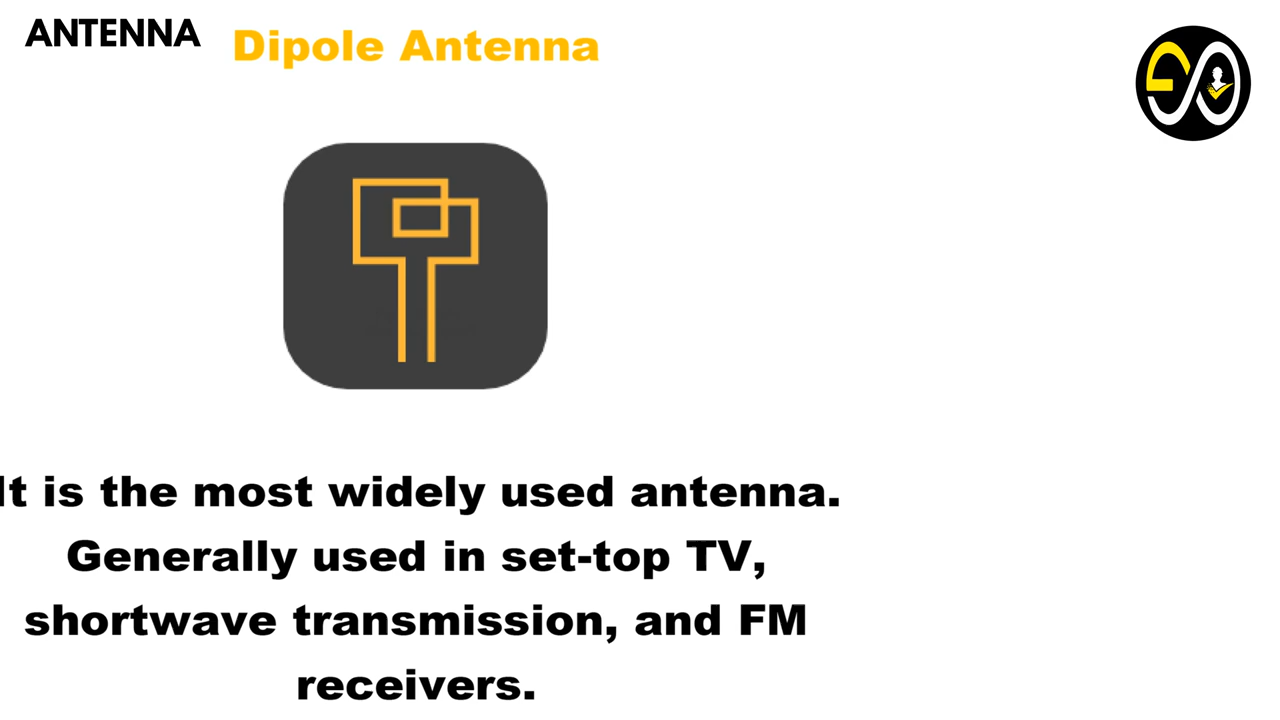 ANTENNA
Dipole Antenna
It is the most widely used antenna.
Generally used in set-top TV,
shortwave transmission, and FM
receivers.